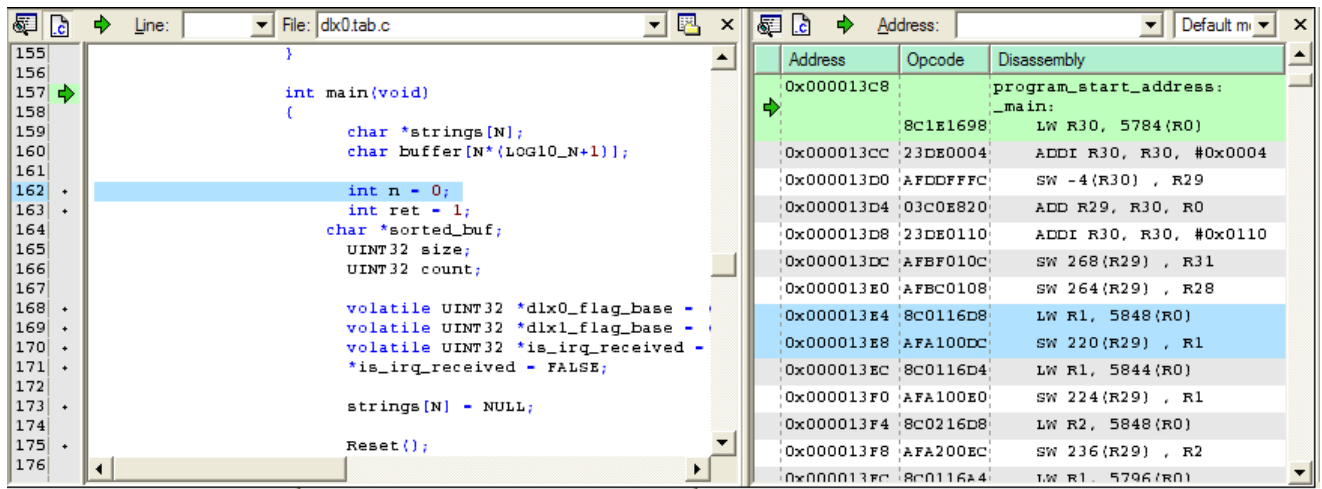 Line: File: dlx0.tab.c
155 }
156
157 int main(void)
158 {
159 char *strings[N];
160 char buffer[N*(LOG10_N+1)];
161
162 int n = 0;
163 int ret = 1;
164 char *sorted_buf;
165 UINT32 size;
166 UINT32 count;
167
168 volatile UINT32 *dlx0_flag_base =
169 volatile UINT32 *dlx1_flag_base =
170 volatile UINT32 *is_irq_received =
171 *is_irq_received = FALSE;
172
173 strings[N] = NULL;
174
175 Reset();
176
Address: Default m
Address Opcode Disassembly
0x000013C8 program_start_address:
_main:
8C1E1698 LW R30, 5784(R0)
0x000013CC 23DE0004 ADDI R30, R30, #0x0004
0x000013D0 AFDDFFFC SW -4(R30) , R29
0x000013D4 03C0E820 ADD R29, R30, R0
0x000013D8 23DE0110 ADDI R30, R30, #0x0110
0x000013DC AFBF010C SW 268(R29) , R31
0x000013E0 AFBC0108 SW 264(R29) , R28
0x000013E4 8C0116D8 LW R1, 5848(R0)
0x000013E8 AFA100DC SW 220(R29) , R1
0x000013EC 8C0116D4 LW R1, 5844(R0)
0x000013F0 AFA100E0 SW 224(R29) , R1
0x000013F4 8C0216D8 LW R2, 5848(R0)
0x000013F8 AFA200EC SW 236(R29) , R2
0x000013FC 8C0116A4 LW R1, 5796(R0)